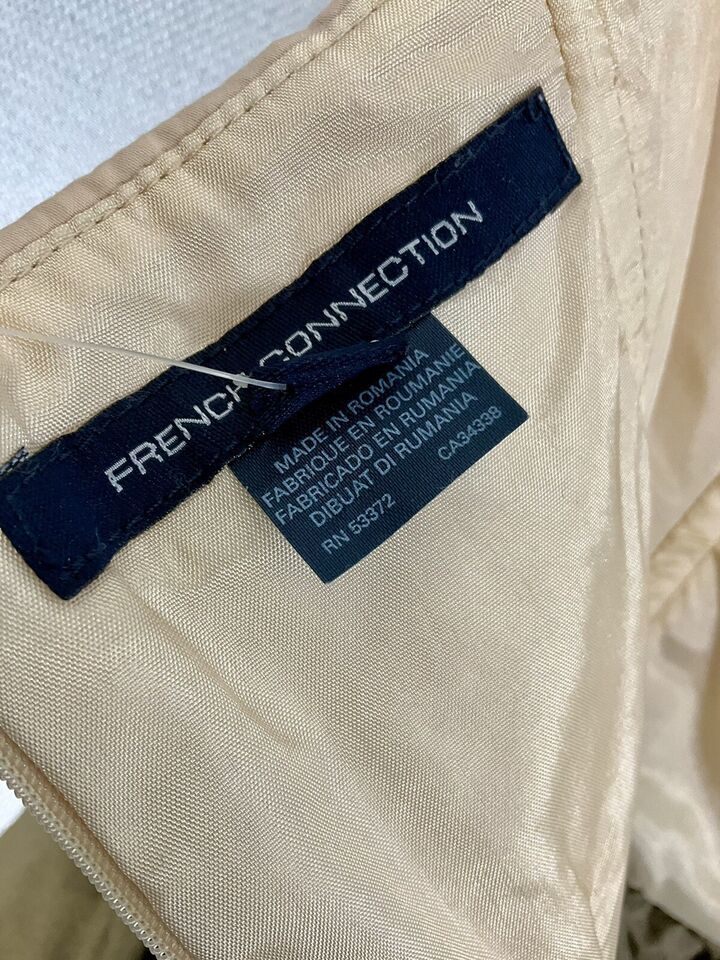 FRENCH CONNECTION
MADE IN ROMANIA
FABRIQUE EN ROUMANIE
FABRICADO EN RUMANIA
DIBUAT DI RUMANIA
RN 53372 CA34338